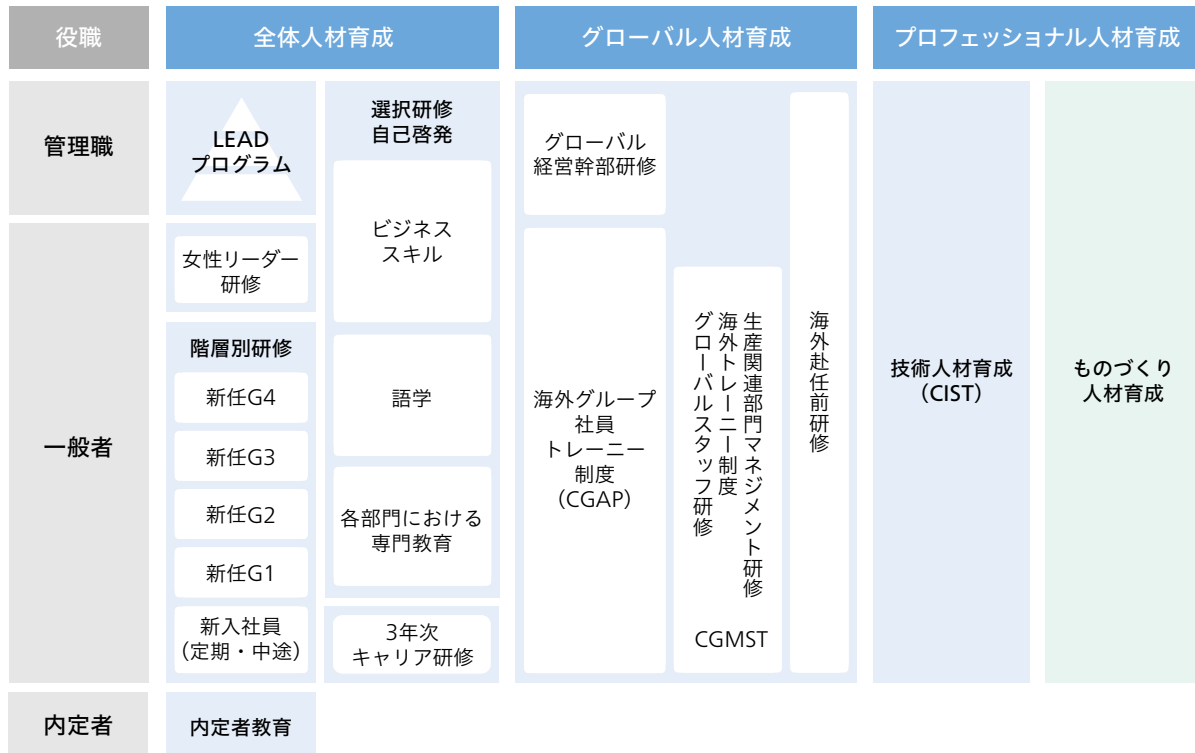 役職
全体人材育成
グローバル人材育成
プロフェッショナル人材育成
管理職
LEAD
プログラム
選択研修
自己啓発
ビジネス
スキル
グローバル
経営幹部研修
一般者
女性リーダー
研修
階層別研修
新任G4
新任G3
新任G2
新任G1
新入社員
(定期・中途)
語学
各部門における
専門教育
3年次
キャリア研修
海外グループ
社員
トレーニー
制度
(CGAP)
生産関連部門マネジメント研修
海外トレーニー制度
グローバルスタッフ研修
CGMST
海外赴任前研修
技術人材育成
(CIST)
ものづくり
人材育成
内定者
内定者教育